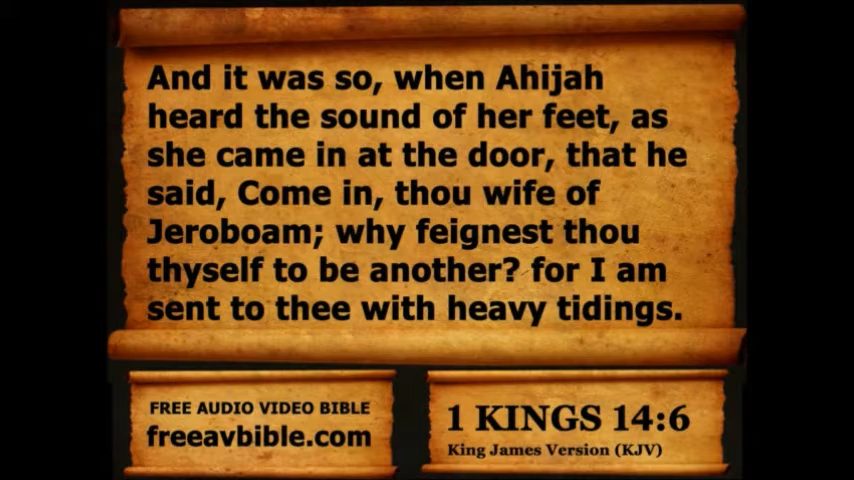 And it was so, when Ahijah
heard the sound of her feet, as
she came in at the door, that he
said, Come in, thou wife of
Jeroboam; why feignest thou
thyself to be another? for I am
sent to thee with heavy tidings.
FREE AUDIO VIDEO BIBLE
freeavbible.com
1 KINGS 14:6
King James Version (KJV)